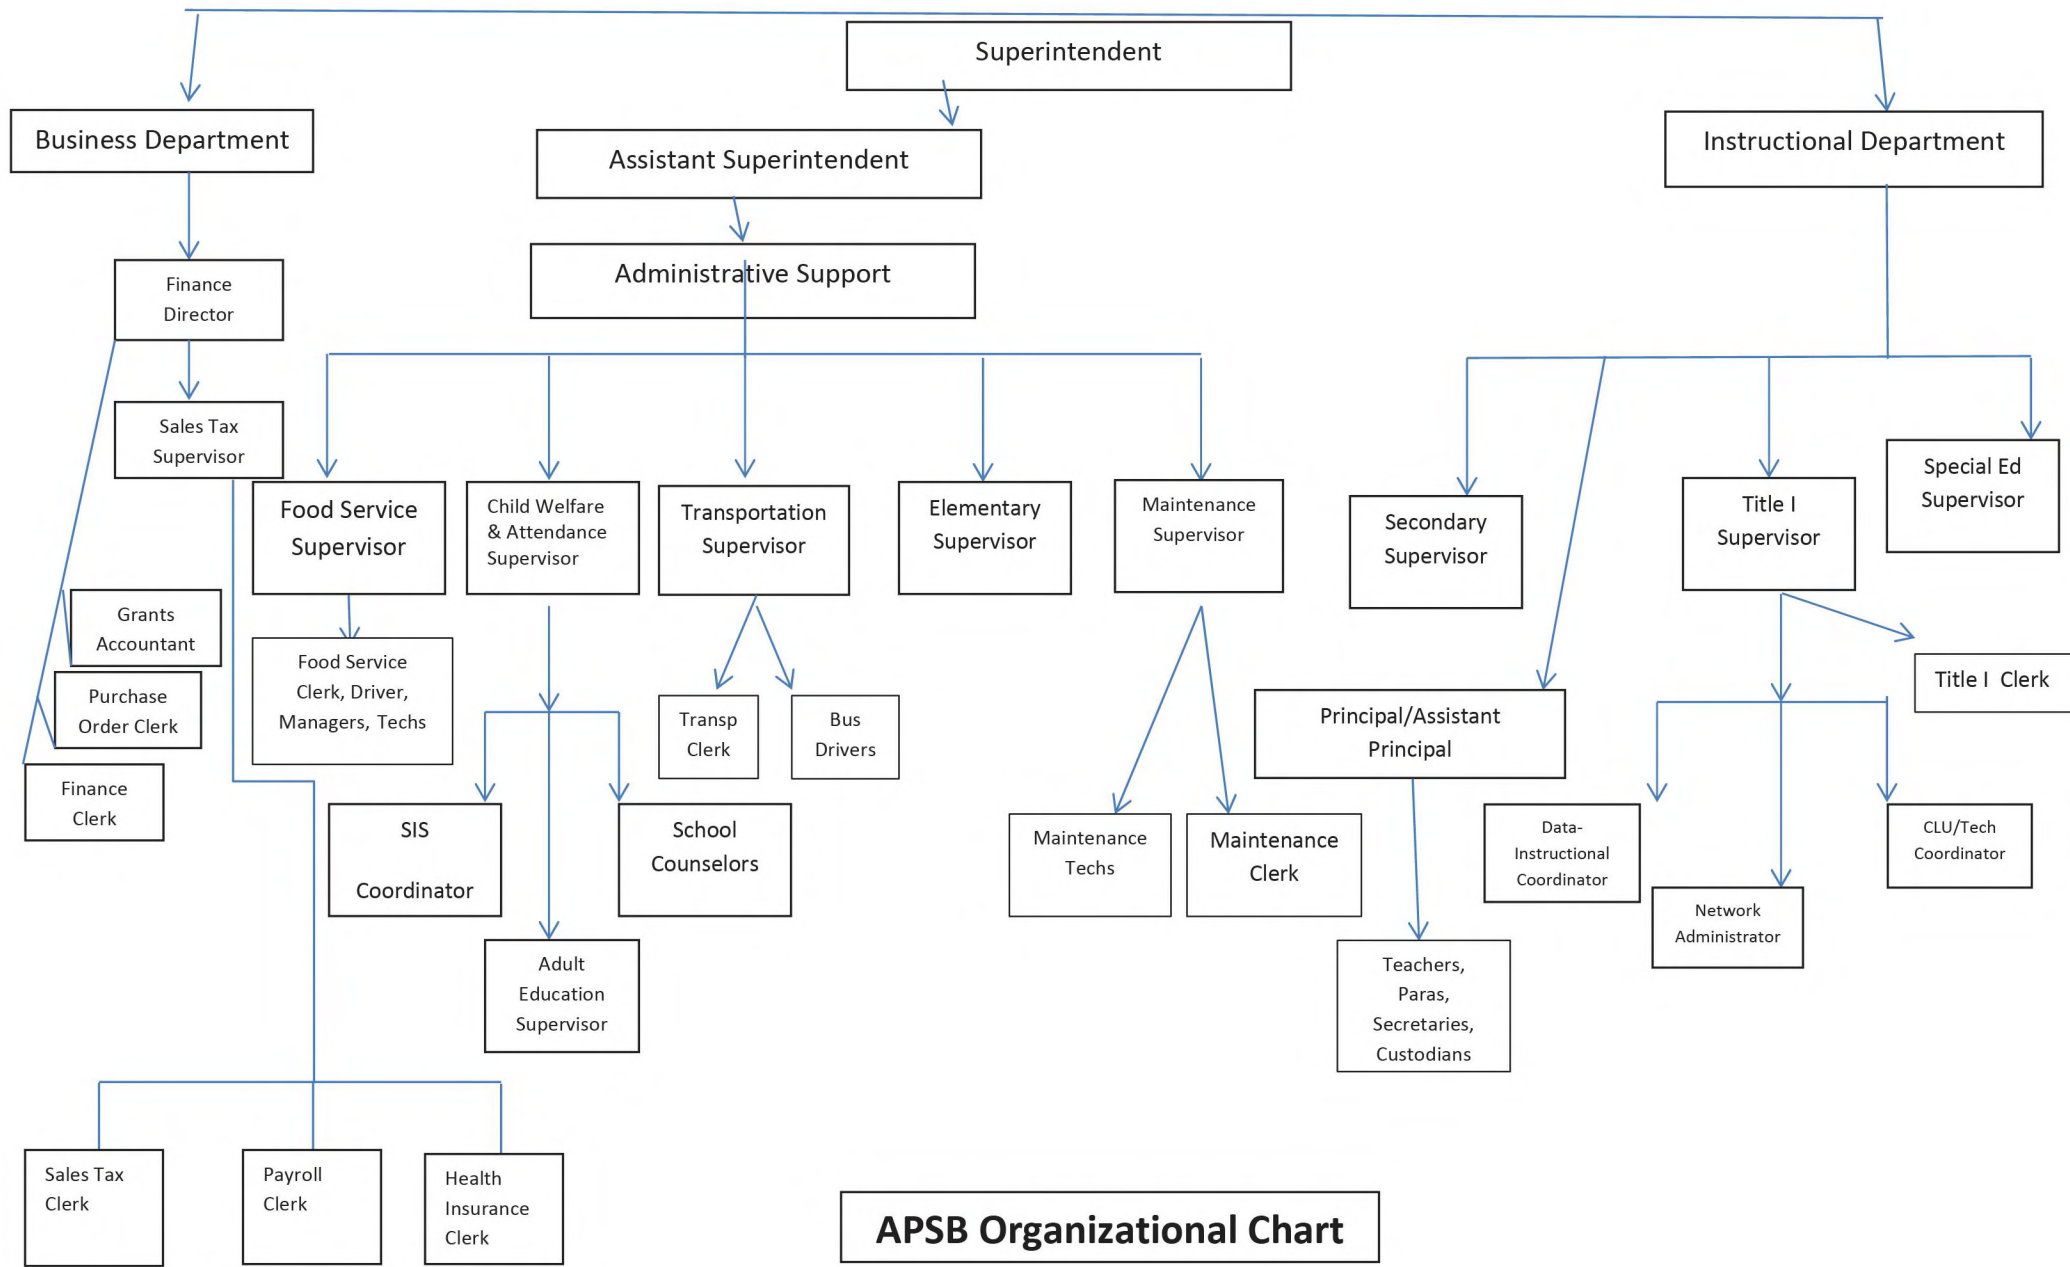 Superintendent
Business Department
Assistant Superintendent
Instructional Department
Administrative Support
Finance
Director
Sales Tax
Supervisor
Food Service
Supervisor
Child Welfare
& Attendance
Supervisor
Transportation
Supervisor
Elementary
Supervisor
Maintenance
Supervisor
Secondary
Supervisor
Title I
Supervisor
Special Ed
Supervisor
Grants
Accountant
Purchase
Order Clerk
Finance
Clerk
Food Service
Clerk, Driver,
Managers, Techs
Transp
Clerk
Bus
Drivers
Principal/Assistant
Principal
Title I  Clerk
SIS
Coordinator
School
Counselors
Maintenance
Techs
Maintenance
Clerk
Data-
Instructional
Coordinator
CLU/Tech
Coordinator
Network
Administrator
Adult
Education
Supervisor
Teachers,
Paras,
Secretaries,
Custodians
Sales Tax
Clerk
Payroll
Clerk
Health
Insurance
Clerk
APSB Organizational Chart